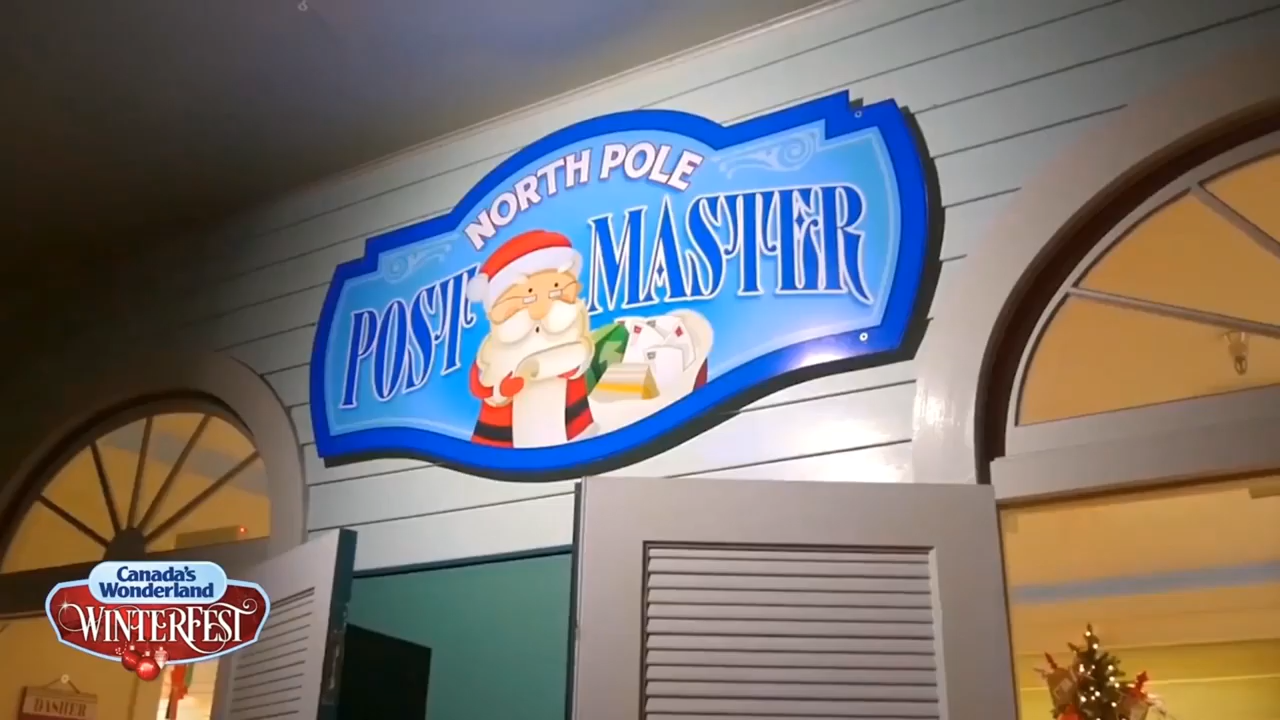 NORTH POLE
POST MASTER
Canada's
Wonderland
WINTERFEST
DASHER